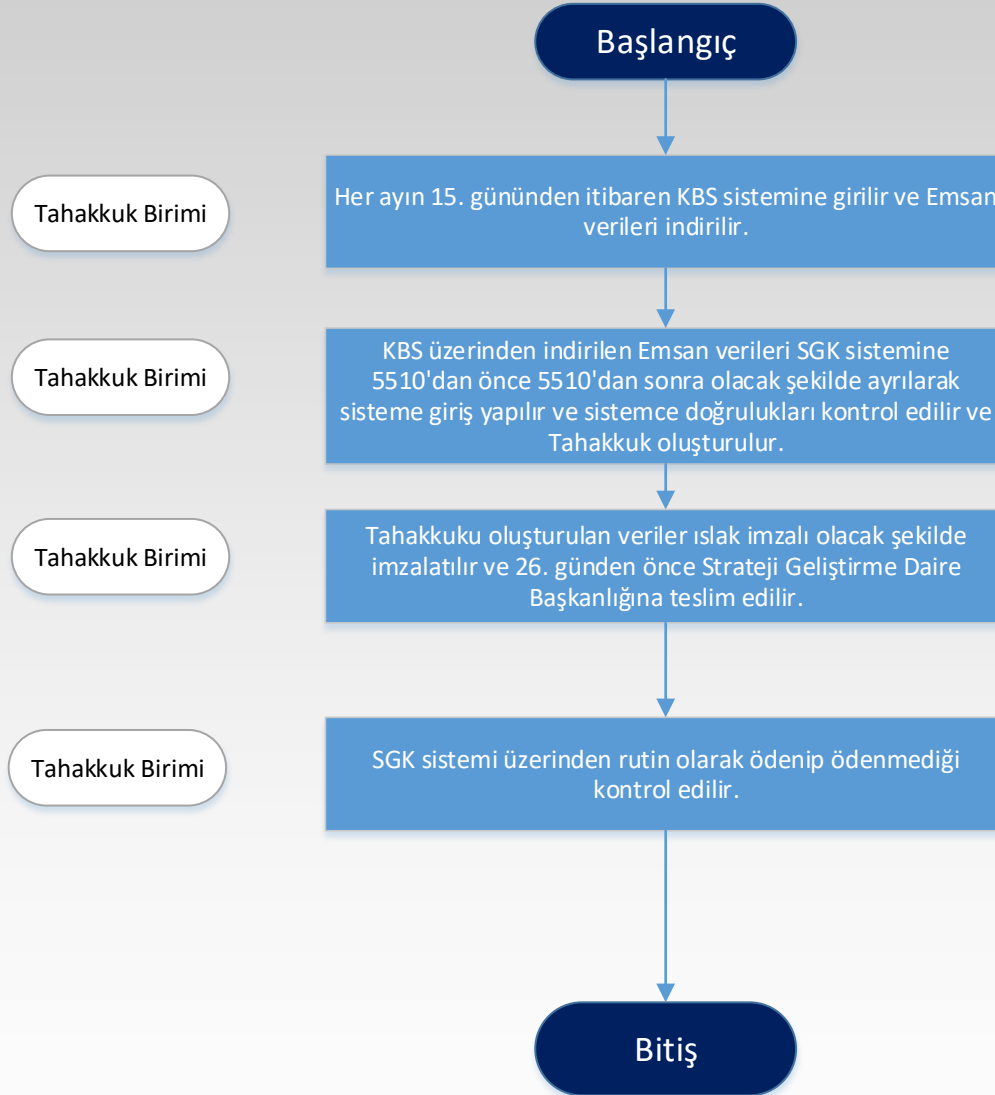 Başlangıç
Tahakkuk Birimi
Her ayın 15. gününden itibaren KBS sistemine girilir ve Emsan
verileri indirilir.
Tahakkuk Birimi
KBS üzerinden indirilen Emsan verileri SGK sistemine
5510'dan önce 5510'dan sonra olacak şekilde ayrılarak
sisteme giriş yapılır ve sistemce doğrulukları kontrol edilir ve
Tahakkuk oluşturulur.
Tahakkuk Birimi
Tahakkuku oluşturulan veriler ıslak imzalı olacak şekilde
imzalatılır ve 26. günden önce Strateji Geliştirme Daire
Başkanlığına teslim edilir.
Tahakkuk Birimi
SGK sistemi üzerinden rutin olarak ödenip ödenmediği
kontrol edilir.
Bitiş